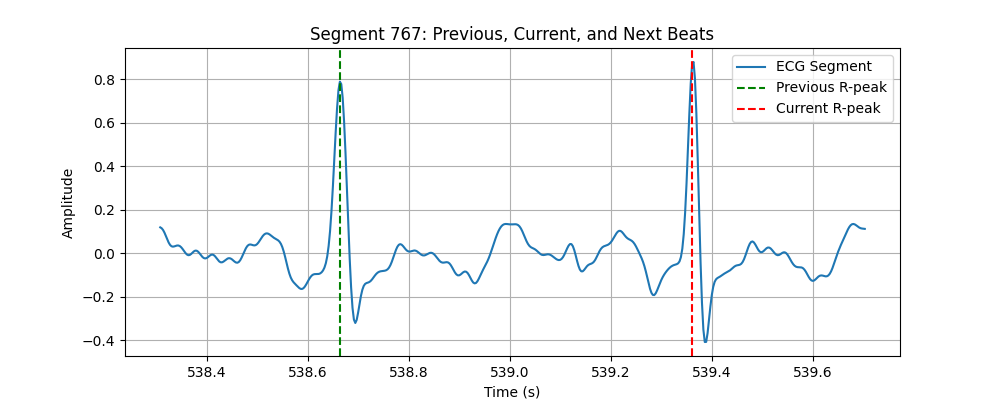 Segment 767: Previous, Current, and Next Beats
ECG Segment
Previous R-peak
Current R-peak
Amplitude
0.8
0.6
0.4
0.2
0.0
−0.2
−0.4
538.4 538.6 538.8 539.0 539.2 539.4 539.6
Time (s)